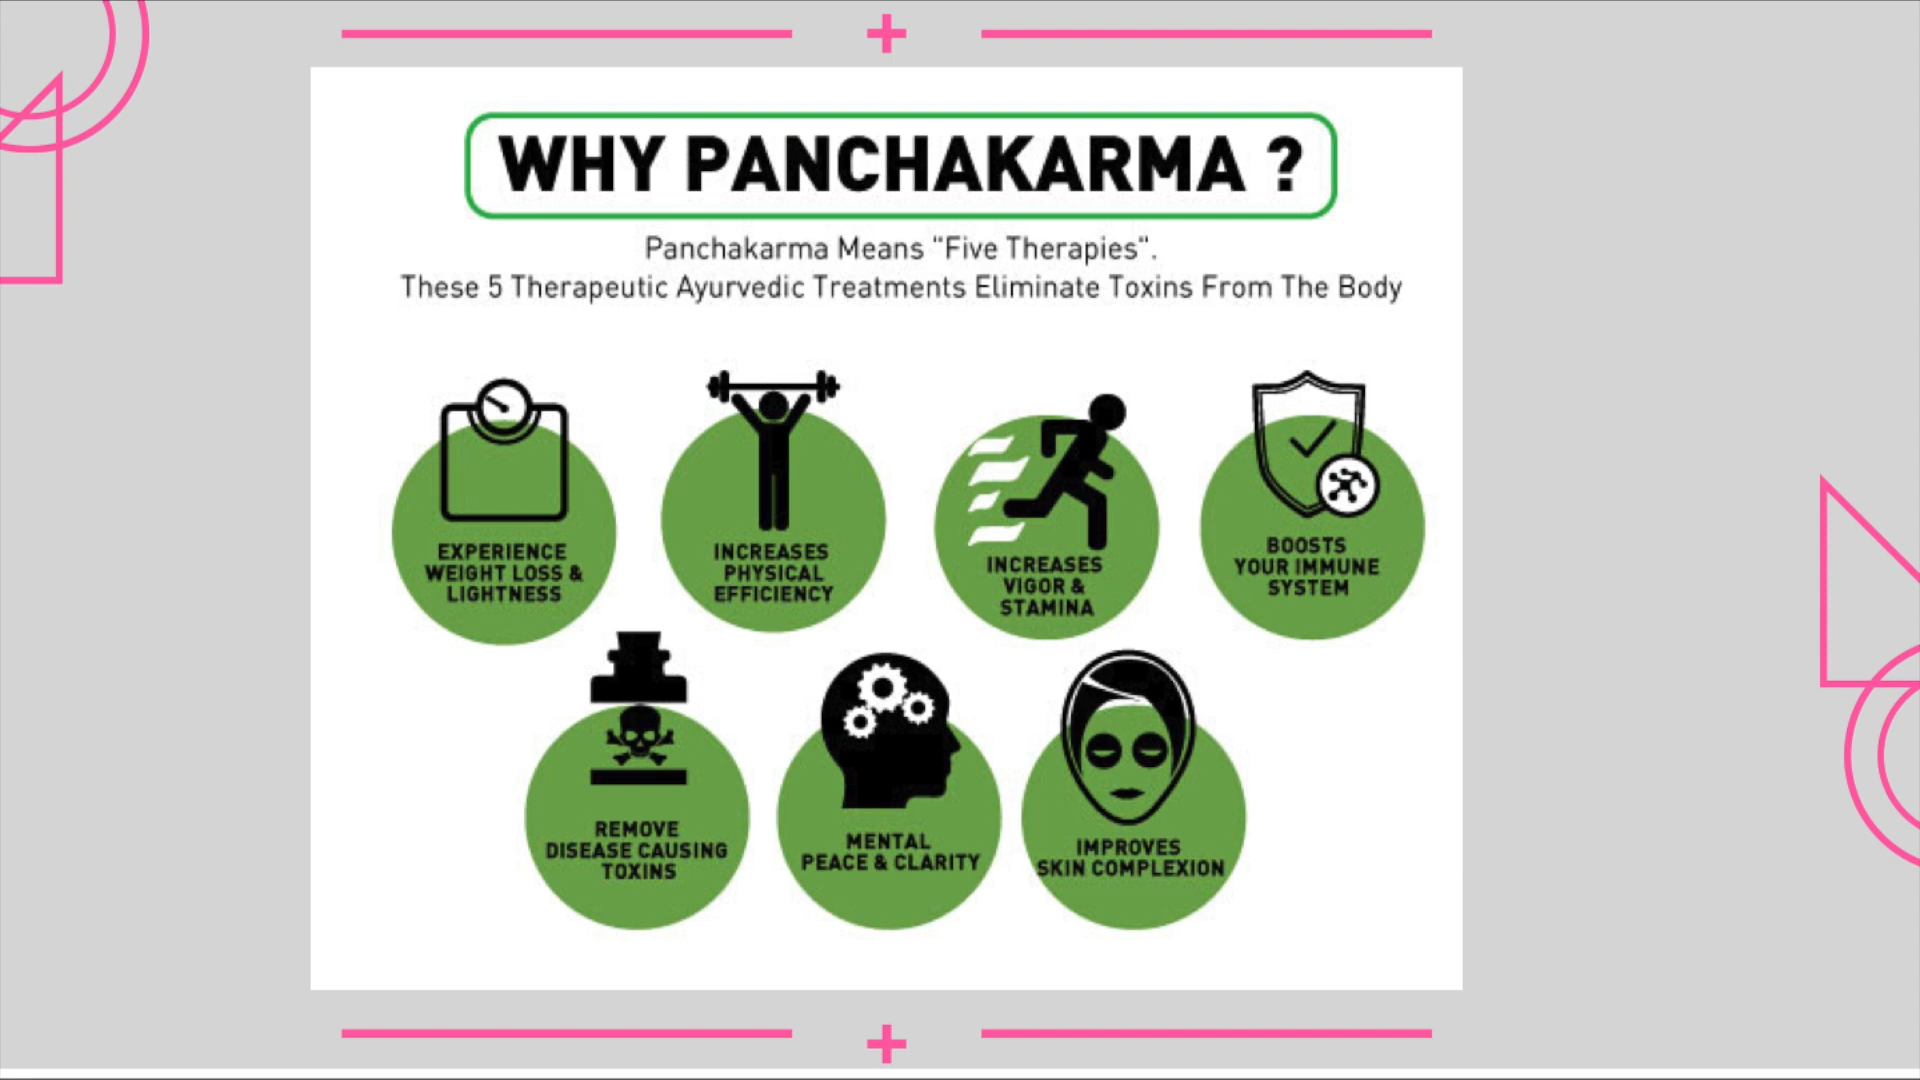 WHY PANCHAKARMA ?
Panchakarma Means "Five Therapies".
These 5 Therapeutic Ayurvedic Treatments Eliminate Toxins From The Body
EXPERIENCE
WEIGHT LOSS &
LIGHTNESS
INCREASES
PHYSICAL
EFFICIENCY
INCREASES
VIGOR &
STAMINA
BOOSTS
YOUR IMMUNE
SYSTEM
REMOVE
DISEASE CAUSING
TOXINS
MENTAL
PEACE & CLARITY
IMPROVES
SKIN COMPLEXION